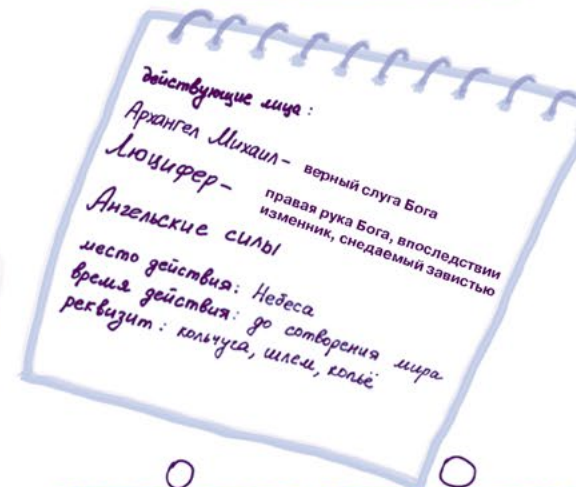 действующие лица:
Архангел Михаил- верный слуга Бога
Люцифер- правая рука Бога, впоследствии
изменник, снедаемый завистью
Ангельские силы
место действия: Небеса
время действия: до сотворения мира
реквизит: кольчуга, шлем, копьё